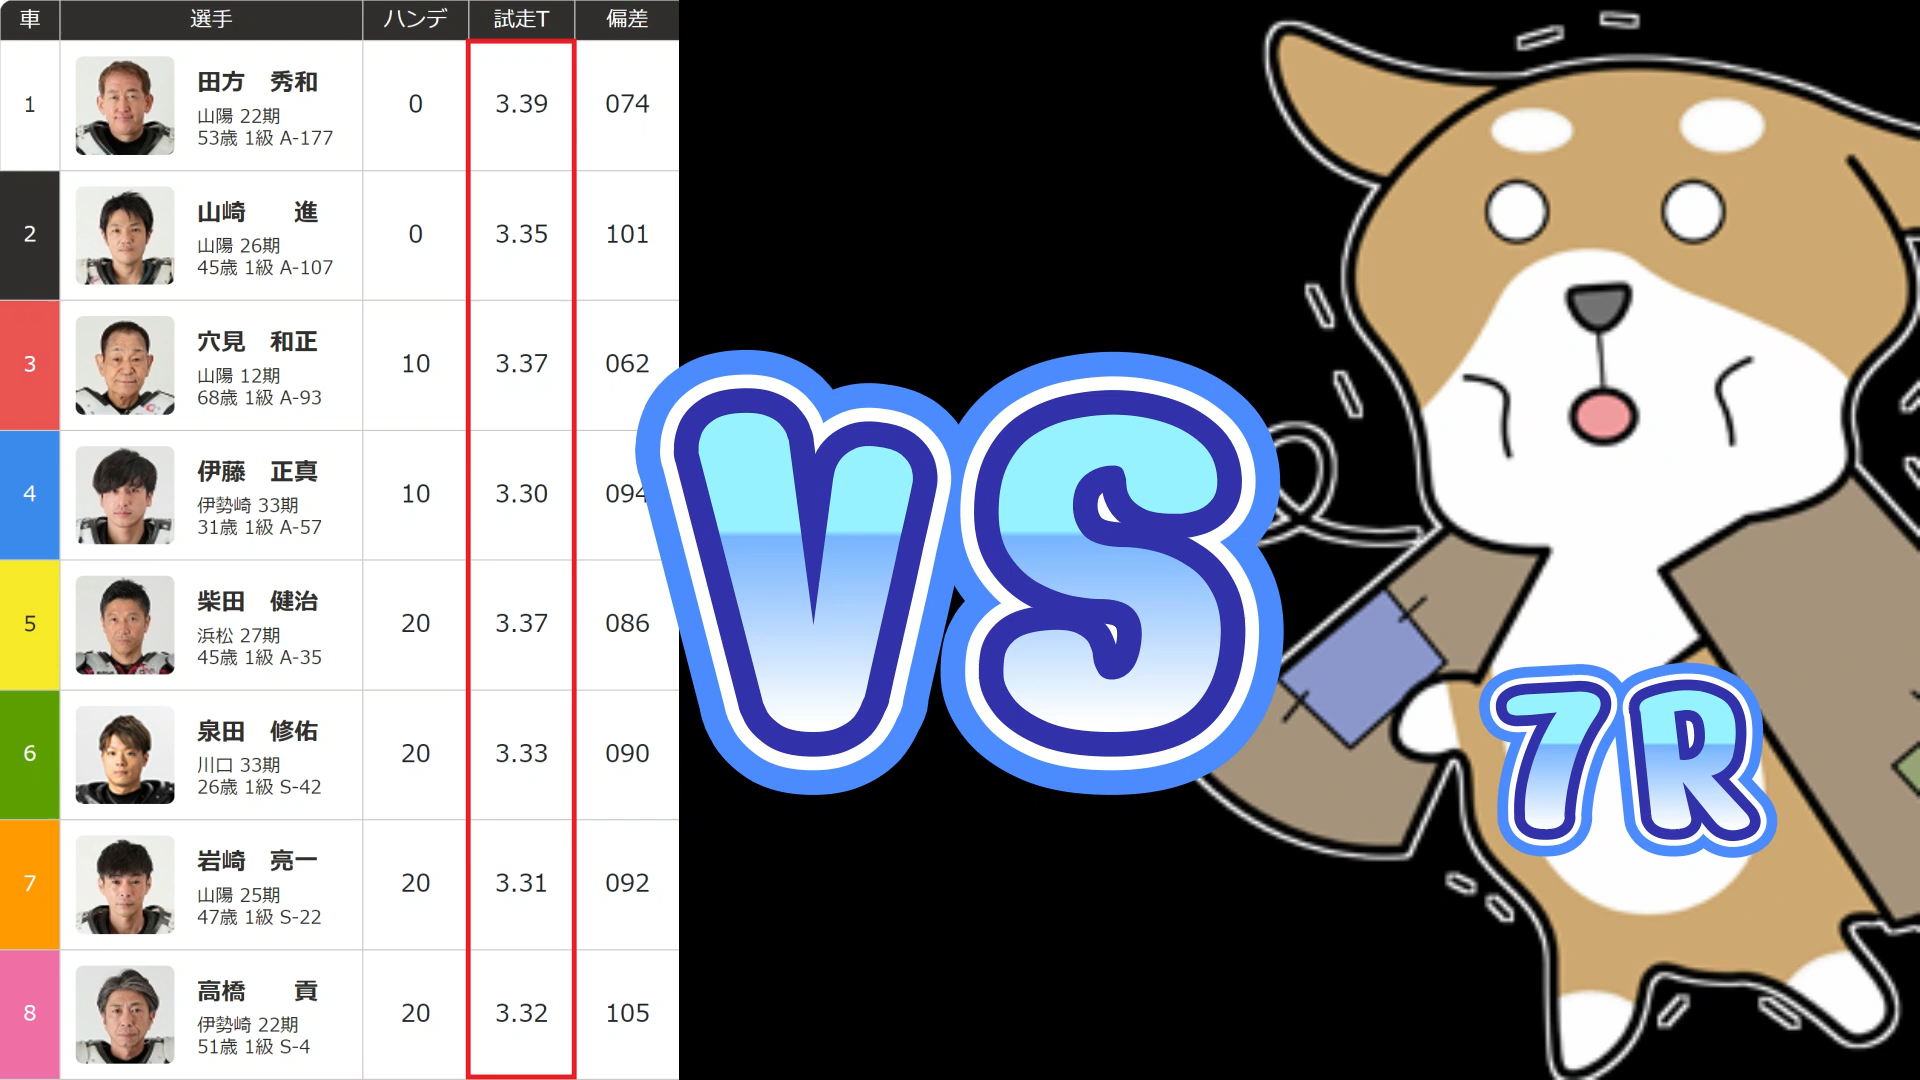 車 選手 ハンデ 試走T 偏差
1 田方 秀和 0 3.39 074
山陽 22期
53歳 1級 A-177
2 山崎 進 0 3.35 101
山陽 26期
45歳 1級 A-107
3 穴見 和正 10 3.37 062
山陽 12期
68歳 1級 A-93
4 伊藤 正真 10 3.30 094
伊勢崎 33期
31歳 1級 A-57
5 柴田 健治 20 3.37 086
浜松 27期
45歳 1級 A-35
6 泉田 修佑 20 3.33 090
川口 33期
26歳 1級 S-42
7 岩崎 亮一 20 3.31 092
山陽 25期
47歳 1級 S-22
8 高橋 貢 20 3.32 105
伊勢崎 22期
51歳 1級 S-4
VS
7R